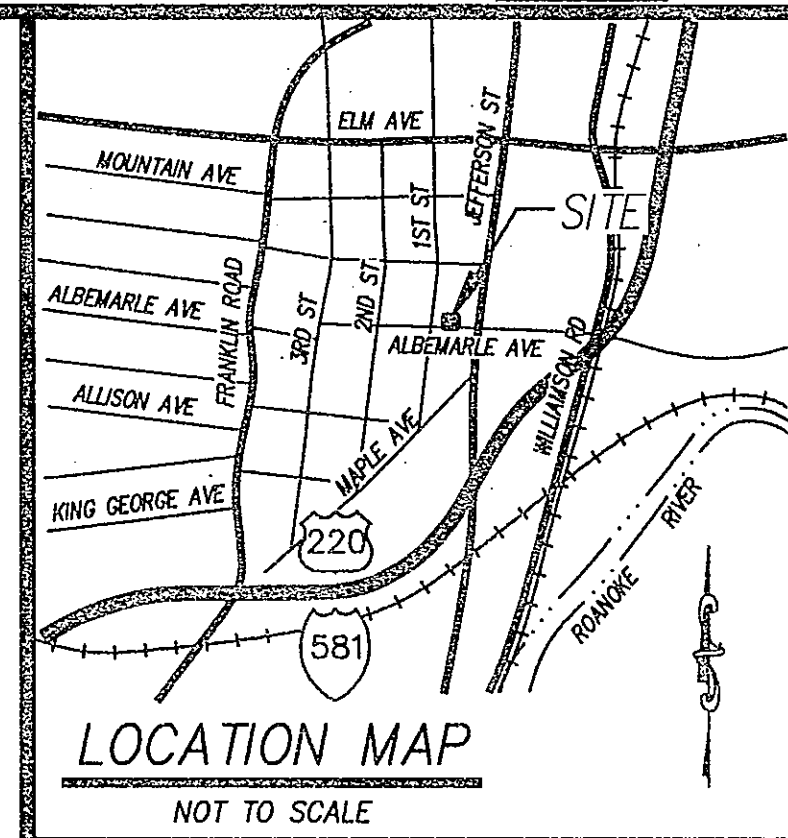 ELM AVE
MOUNTAIN AVE
JEFFERSON ST
1ST ST
SITE
2ND ST
FRANKLIN ROAD
3RD ST
ALBEMARLE AVE
ALBEMARLE AVE
WILLIAMSON RD
ALLISON AVE
MAPLE AVE
KING GEORGE AVE
220
ROANOKE RIVER
581
LOCATION MAP
NOT TO SCALE